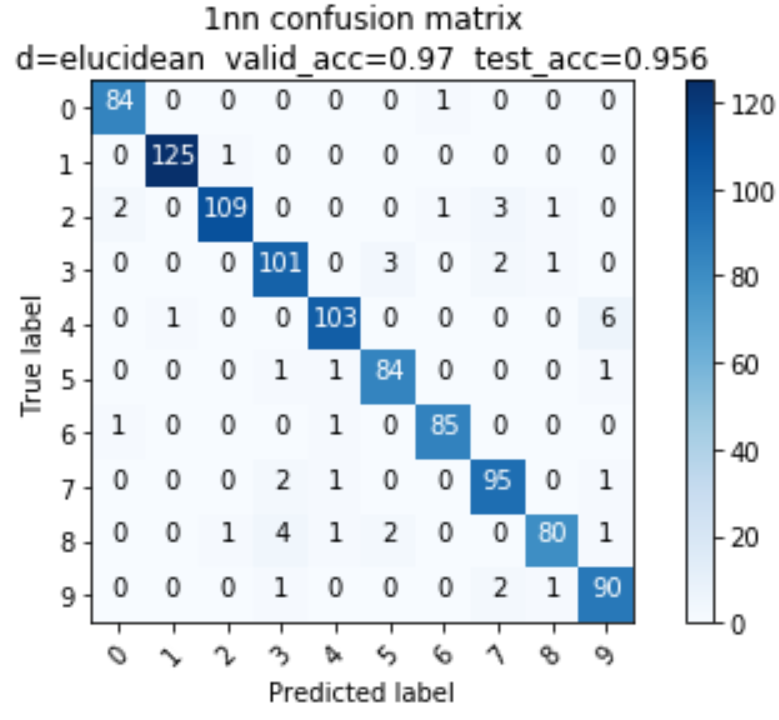 1nn confusion matrix
d=elucidean valid_acc=0.97 test_acc=0.956
0 84 0 0 0 0 0 1 0 0 0
1 0 125 1 0 0 0 0 0 0 0
2 2 0 109 0 0 0 1 3 1 0
3 0 0 0 101 0 3 0 2 1 0
4 0 1 0 0 103 0 0 0 0 6
5 0 0 0 1 1 84 0 0 0 1
6 1 0 0 0 1 0 85 0 0 0
7 0 0 0 2 1 0 0 95 0 1
8 0 0 1 4 1 2 0 0 80 1
9 0 0 0 1 0 0 0 2 1 90
0 1 2 3 4 5 6 7 8 9
True label
Predicted label
120
100
80
60
40
20
0